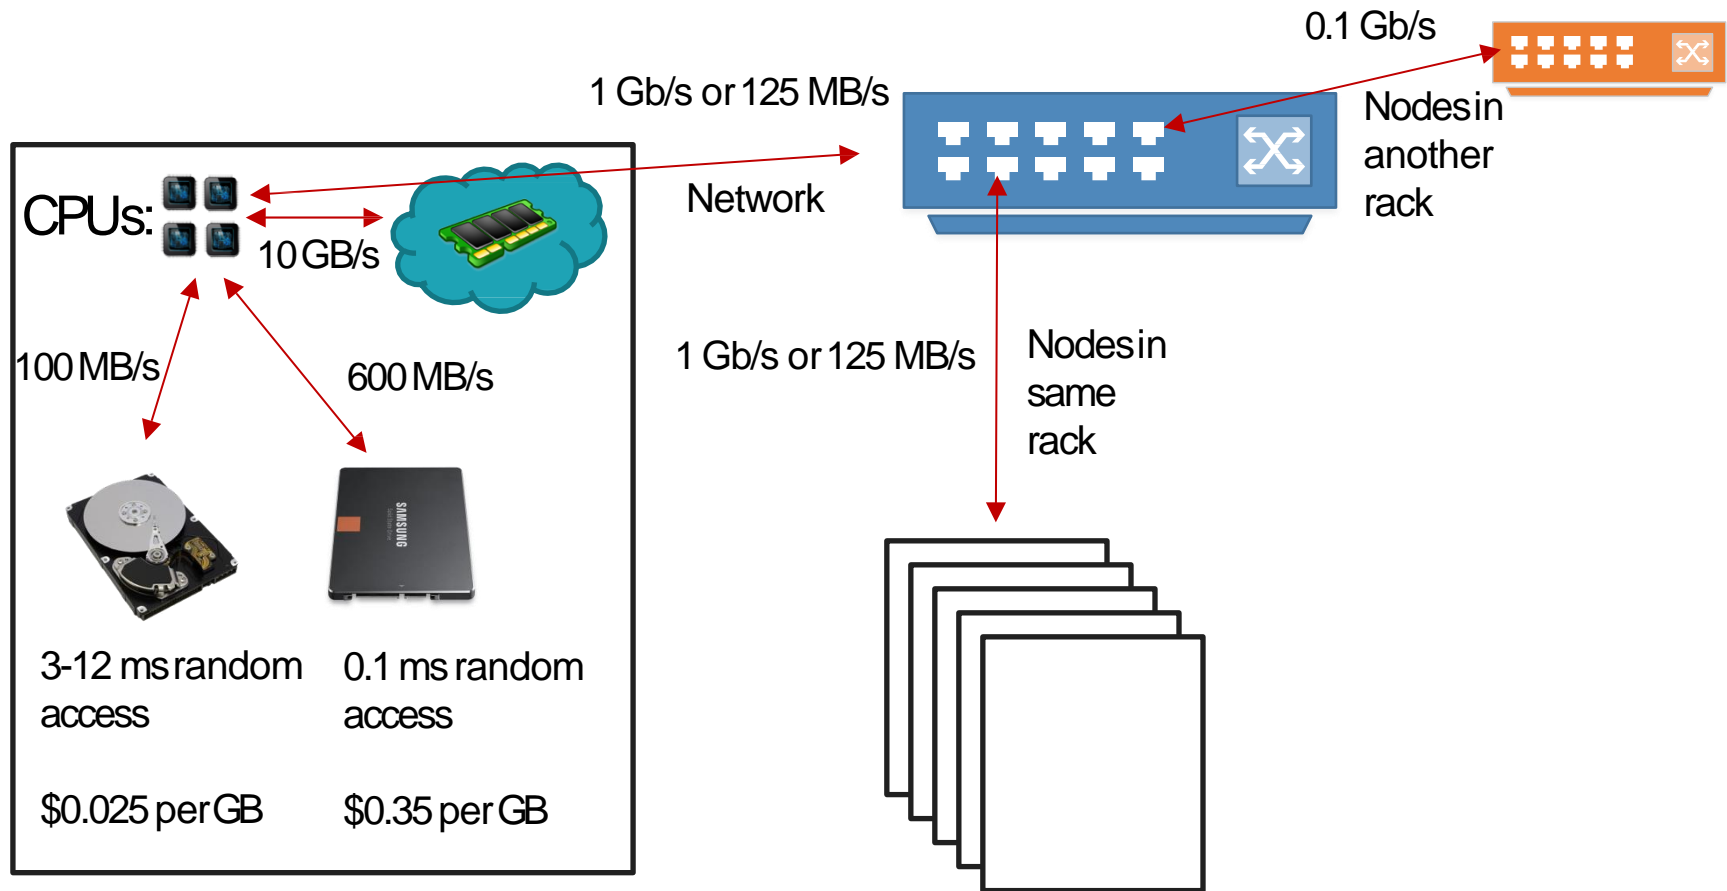 0.1 Gb/s
1 Gb/s or 125 MB/s
Nodes in
another
rack
Network
CPUs:
10 GB/s
100 MB/s
600 MB/s
1 Gb/s or 125 MB/s
Nodes in
same
rack
SAMSUNG
3-12 ms random
access
0.1 ms random
access
$0.025 per GB
$0.35 per GB